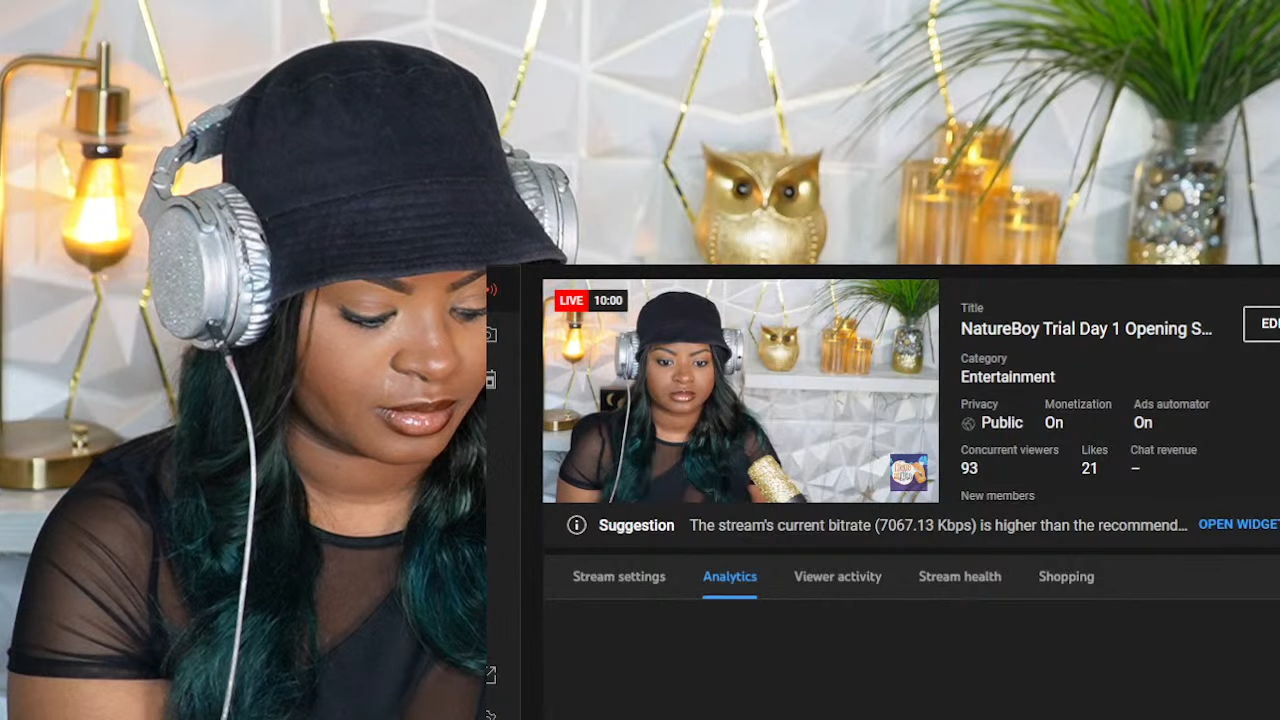 LIVE 10:00
Title
NatureBoy Trial Day 1 Opening S...
Category
Entertainment
Privacy Monetization Ads automator
Public On On
Concurrent viewers Likes Chat revenue
93 21 –
New members
Suggestion The stream's current bitrate (7067.13 Kbps) is higher than the recommend... OPEN WIDGET
Stream settings Analytics Viewer activity Stream health Shopping